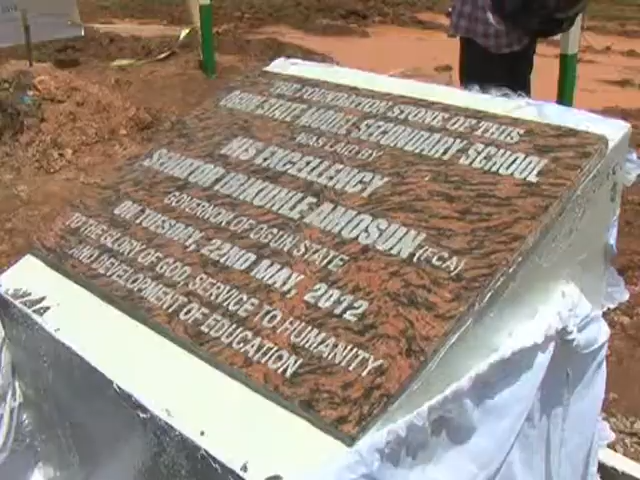 THE FOUNDATION STONE OF THIS
OGUN STATE MODEL SECONDARY SCHOOL
WAS LAID BY
HIS EXCELLENCY
SENATOR IBIKUNLE AMOSUN (FCA)
GOVERNOR OF OGUN STATE
ON TUESDAY, 22ND MAY, 2012
TO THE GLORY OF GOD, SERVICE TO HUMANITY
AND DEVELOPMENT OF EDUCATION